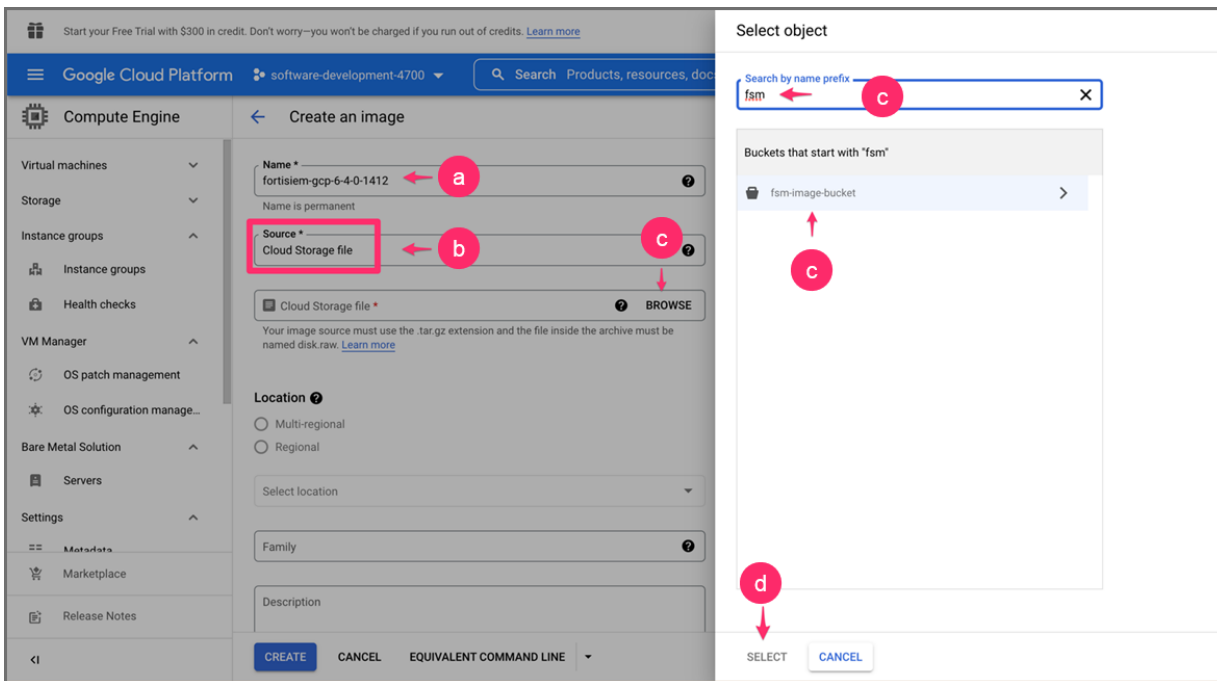 Start your Free Trial with $300 in credit. Don't worry—you won't be charged if you run out of credits. Learn more
Google Cloud Platform
software-development-4700
Search Products, resources, doc
Compute Engine
Create an image
Virtual machines
Storage
Instance groups
Instance groups
Health checks
VM Manager
OS patch management
OS configuration manage...
Bare Metal Solution
Servers
Settings
Metadata
Marketplace
Release Notes
Name *
fortisiem-gcp-6-4-0-1412
a
Name is permanent
Source *
Cloud Storage file
b
c
Cloud Storage file *
BROWSE
Your image source must use the .tar.gz extension and the file inside the archive must be
named disk.raw. Learn more
Location
Multi-regional
Regional
Select location
Family
Description
CREATE
CANCEL
EQUIVALENT COMMAND LINE
Select object
Search by name prefix
fsm
c
Buckets that start with "fsm"
fsm-image-bucket
c
d
SELECT
CANCEL